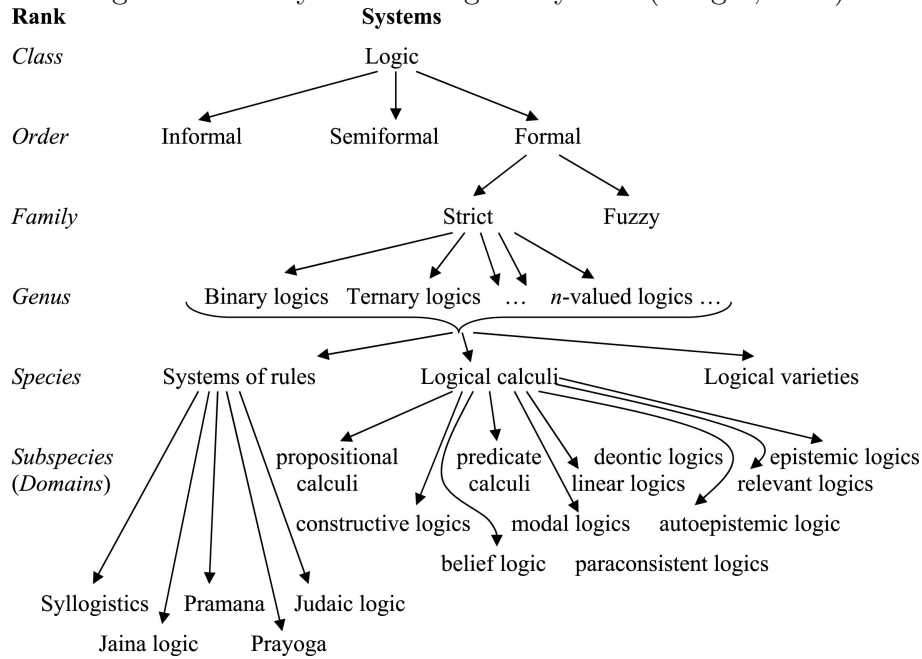 Rank Systems
Class Logic
Order Informal Semiformal Formal
Family Strict Fuzzy
Genus Binary logics Ternary logics … n-valued logics …
Species Systems of rules Logical calculi Logical varieties
Subspecies propositional predicate deontic logics epistemic logics
(Domains) calculi calculi linear logics relevant logics
constructive logics modal logics autoepistemic logic
belief logic paraconsistent logics
Syllogistics Pramana Judaic logic
Jaina logic Prayoga